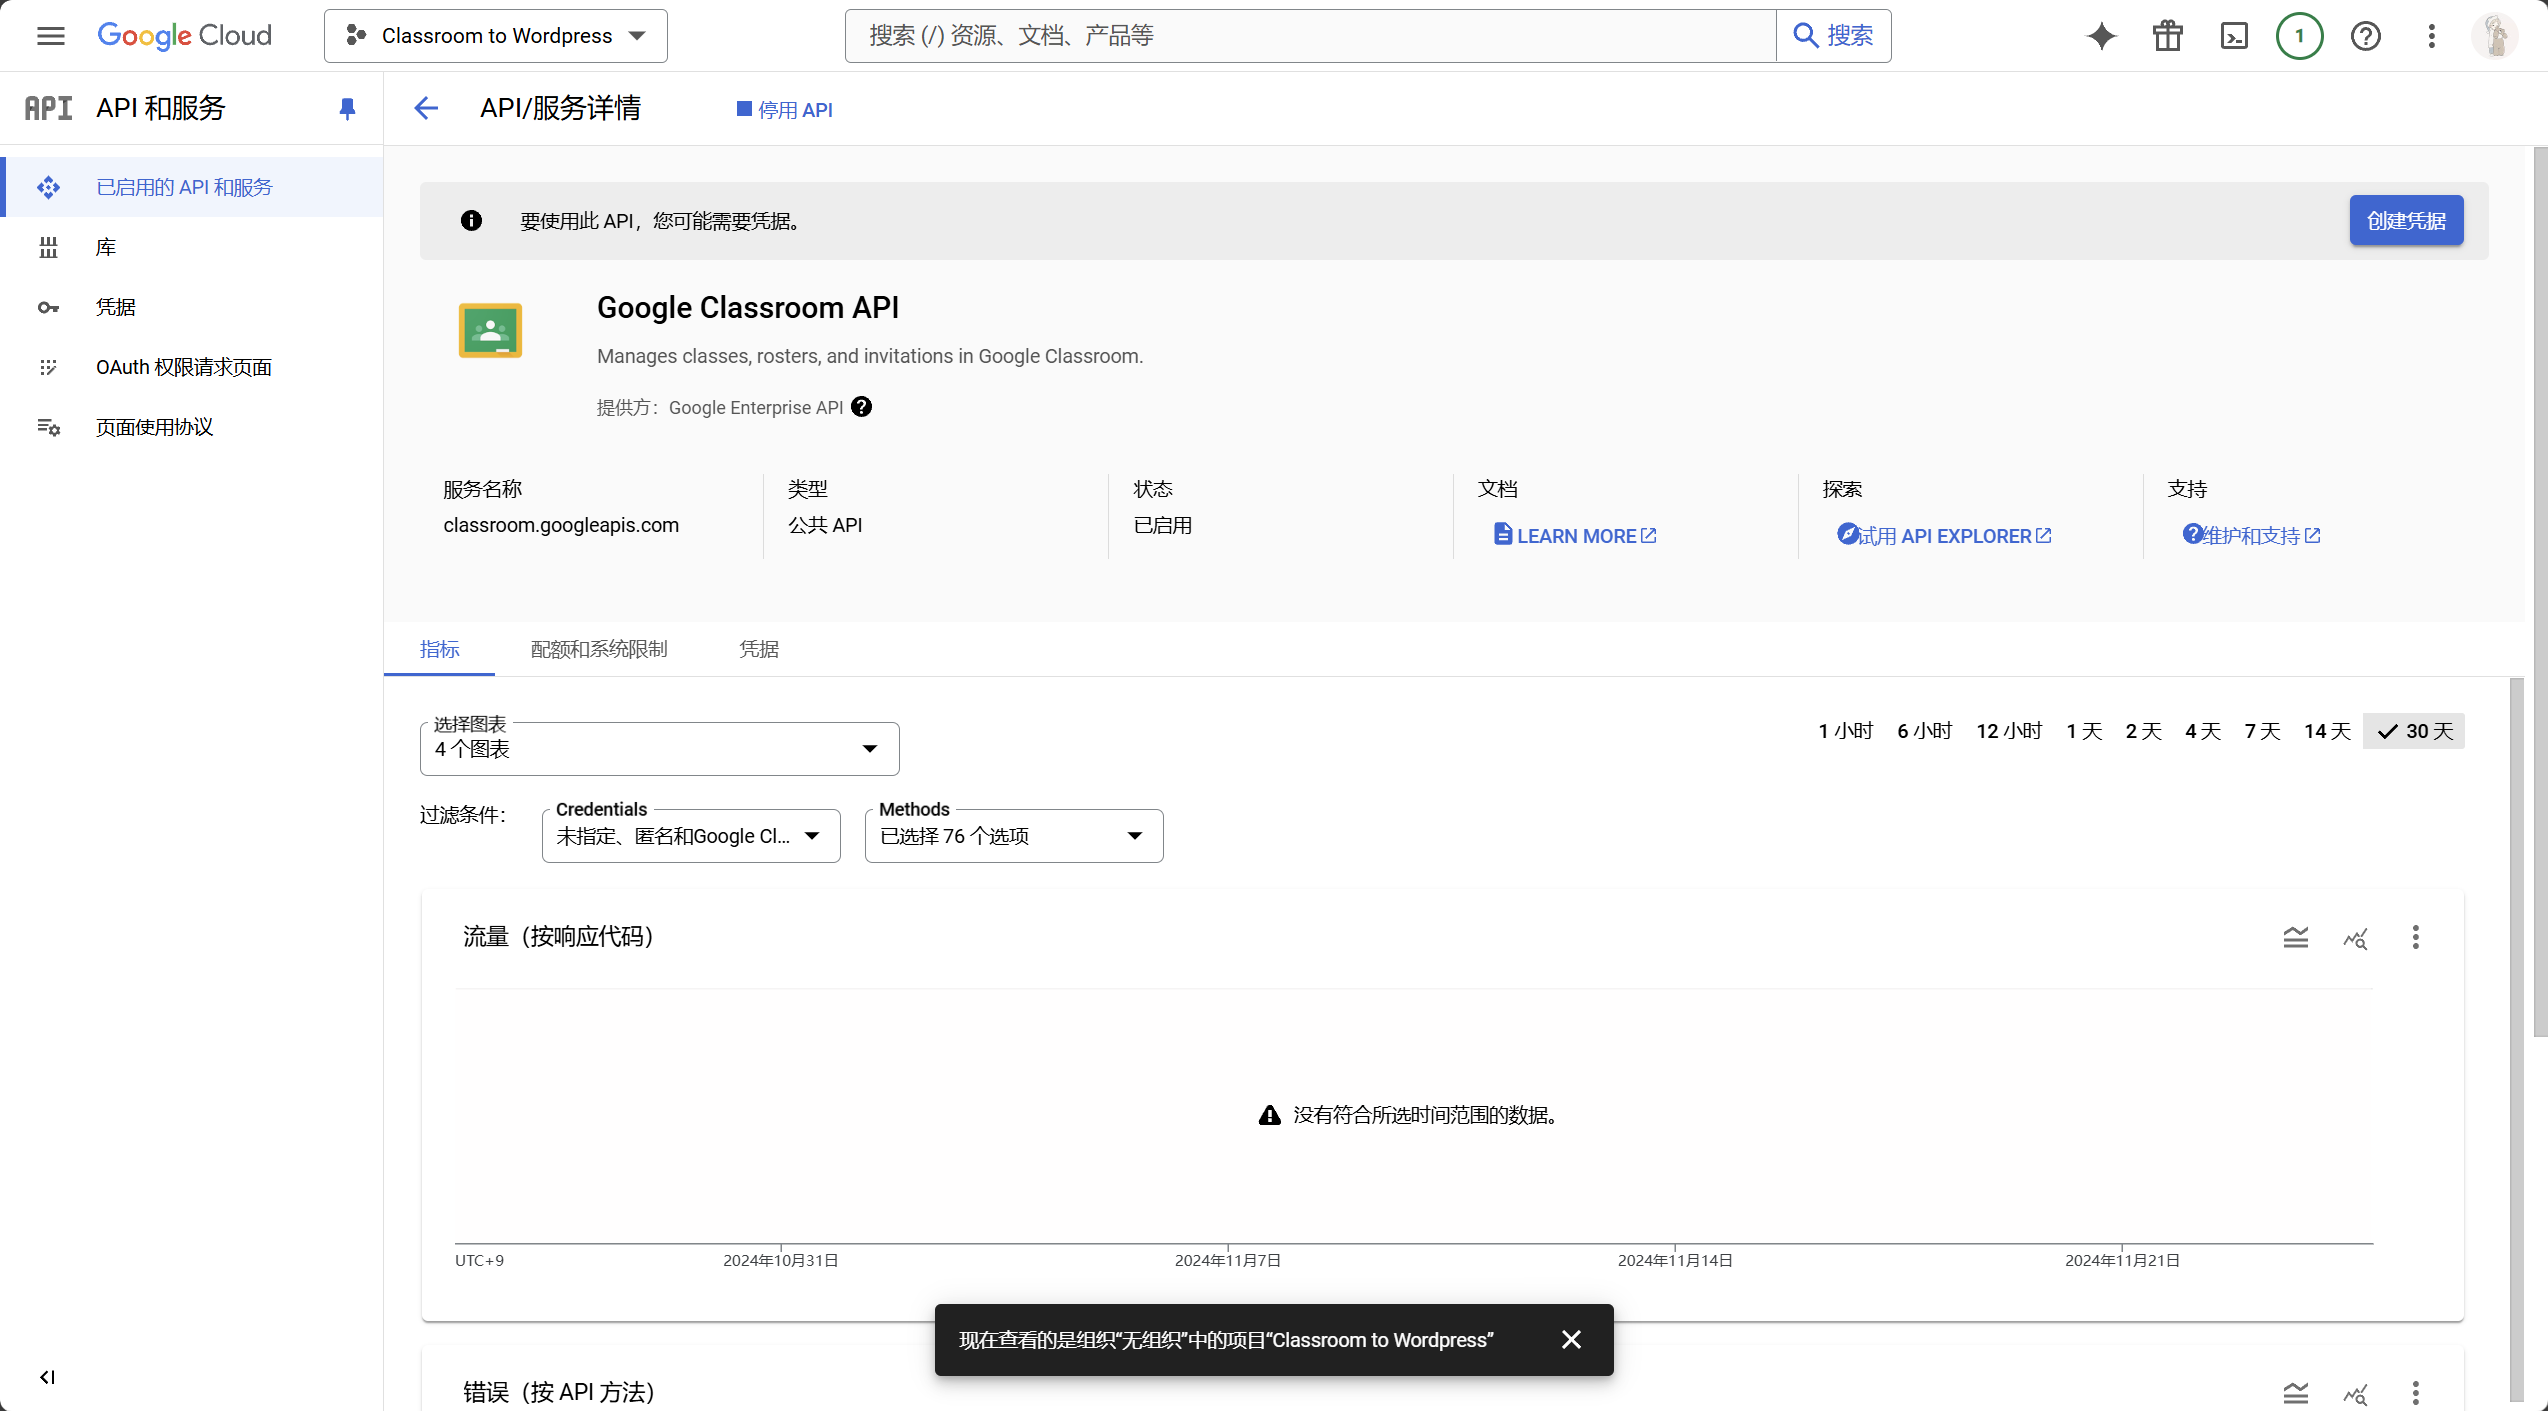 Google Cloud
Classroom to Wordpress
搜索 (/) 资源、文档、产品等
搜索
1
API
API 和服务
API/服务详情
停用 API
已启用的 API 和服务
库
凭据
OAuth 权限请求页面
页面使用协议
要使用此 API，您可能需要凭据。
创建凭据
Google Classroom API
Manages classes, rosters, and invitations in Google Classroom.
提供方： Google Enterprise API
服务名称
classroom.googleapis.com
类型
公共 API
状态
已启用
文档
LEARN MORE
探索
试用 API EXPLORER
支持
维护和支持
指标
配额和系统限制
凭据
选择图表
4 个图表
1 小时
6 小时
12 小时
1 天
2 天
4 天
7 天
14 天
30 天
过滤条件：
Credentials
未指定、匿名和Google Cl...
Methods
已选择 76 个选项
流量（按响应代码）
没有符合所选时间范围的数据。
UTC+9
2024年10月31日
2024年11月7日
2024年11月14日
2024年11月21日
现在查看的是组织“无组织”中的项目“Classroom to Wordpress”
错误（按 API 方法）